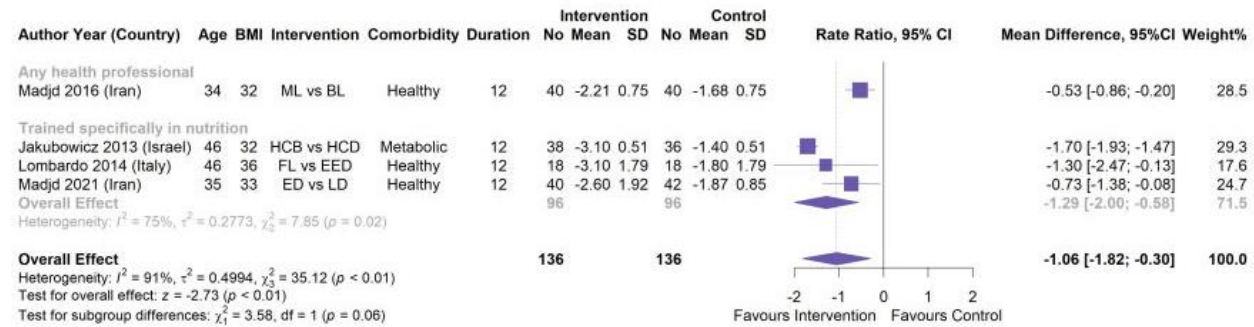 Intervention Control
Author Year (Country) Age BMI Intervention Comorbidity Duration No Mean SD No Mean SD Rate Ratio, 95% CI Mean Difference, 95%CI Weight%
Any health professional
Madjd 2016 (Iran) 34 32 ML vs BL Healthy 12 40 -2.21 0.75 40 -1.68 0.75 -0.53 [-0.86; -0.20] 28.5
Trained specifically in nutrition
Jakubowicz 2013 (Israel) 46 32 HCB vs HCD Metabolic 12 38 -3.10 0.51 36 -1.40 0.51 -1.70 [-1.93; -1.47] 29.3
Lombardo 2014 (Italy) 46 36 FL vs EED Healthy 12 18 -3.10 1.79 18 -1.80 1.79 -1.30 [-2.47; -0.13] 17.6
Madjd 2021 (Iran) 35 33 ED vs LD Healthy 12 40 -2.60 1.92 42 -1.87 0.85 -0.73 [-1.38; -0.08] 24.7
Overall Effect 96 96 -1.29 [-2.00; -0.58] 71.5
Heterogeneity: I² = 75%, τ² = 0.2773, χ²₂ = 7.85 (p = 0.02)
Overall Effect 136 136 -1.06 [-1.82; -0.30] 100.0
Heterogeneity: I² = 91%, τ² = 0.4994, χ²₃ = 35.12 (p < 0.01)
Test for overall effect: z = -2.73 (p < 0.01)
-2 -1 0 1 2
Test for subgroup differences: χ²₁ = 3.58, df = 1 (p = 0.06) Favours Intervention Favours Control